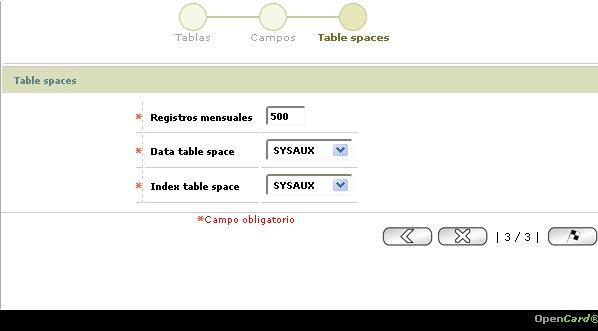 Tablas Campos Table spaces
Table spaces
* Registros mensuales 500
* Data table space SYSAUX
* Index table space SYSAUX
*Campo obligatorio
| 3 / 3 |
OpenCard®